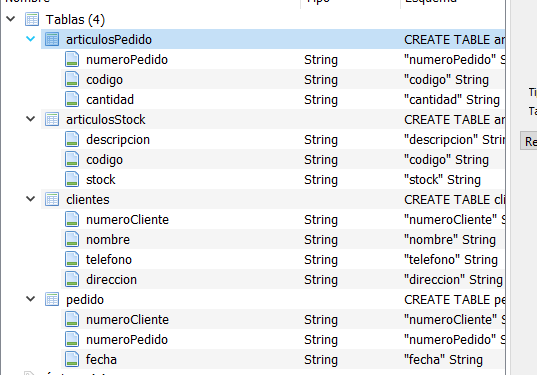 Tipo
Tablas (4)
articulosPedido CREATE TABLE ar
numeroPedido String "numeroPedido" S
codigo String "codigo" String
cantidad String "cantidad" String
articulosStock CREATE TABLE ar
descripcion String "descripcion" Strin
codigo String "codigo" String
stock String "stock" String
clientes CREATE TABLE cli
numeroCliente String "numeroCliente" S
nombre String "nombre" String
telefono String "telefono" String
direccion String "direccion" String
pedido CREATE TABLE pe
numeroCliente String "numeroCliente" S
numeroPedido String "numeroPedido" S
fecha String "fecha" String
Ti
Ta
Re